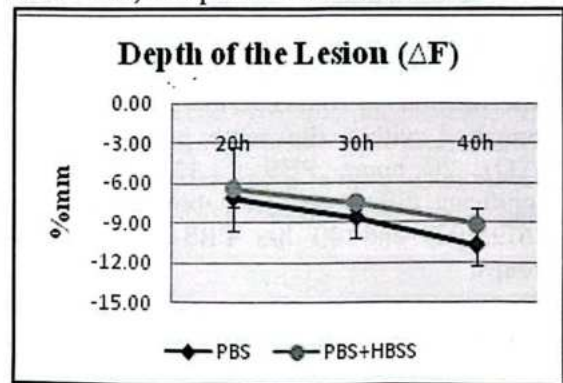 Depth of the Lesion (△F)
0.00
-3.00
-6.00
-9.00
-12.00
-15.00
%mm
20h 30h 40h
PBS PBS+HBSS